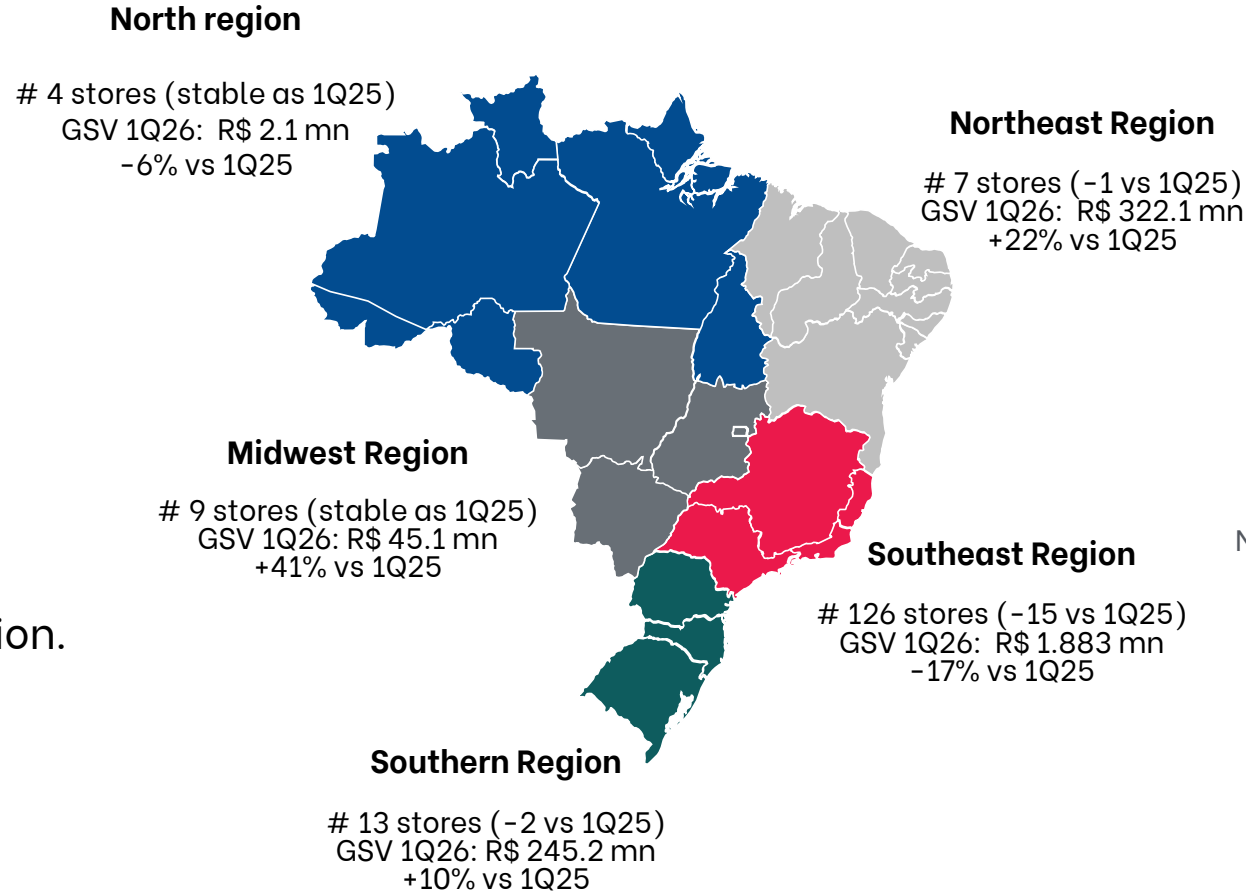 North region
# 4 stores (stable as 1Q25)
GSV 1Q26: R$ 2.1 mn
-6% vs 1Q25
Northeast Region
# 7 stores (-1 vs 1Q25)
GSV 1Q26: R$ 322.1 mn
+22% vs 1Q25
Midwest Region
# 9 stores (stable as 1Q25)
GSV 1Q26: R$ 45.1 mn
+41% vs 1Q25
Southeast Region
# 126 stores (-15 vs 1Q25)
GSV 1Q26: R$ 1.883 mn
-17% vs 1Q25
ion.
Southern Region
# 13 stores (-2 vs 1Q25)
GSV 1Q26: R$ 245.2 mn
+10% vs 1Q25